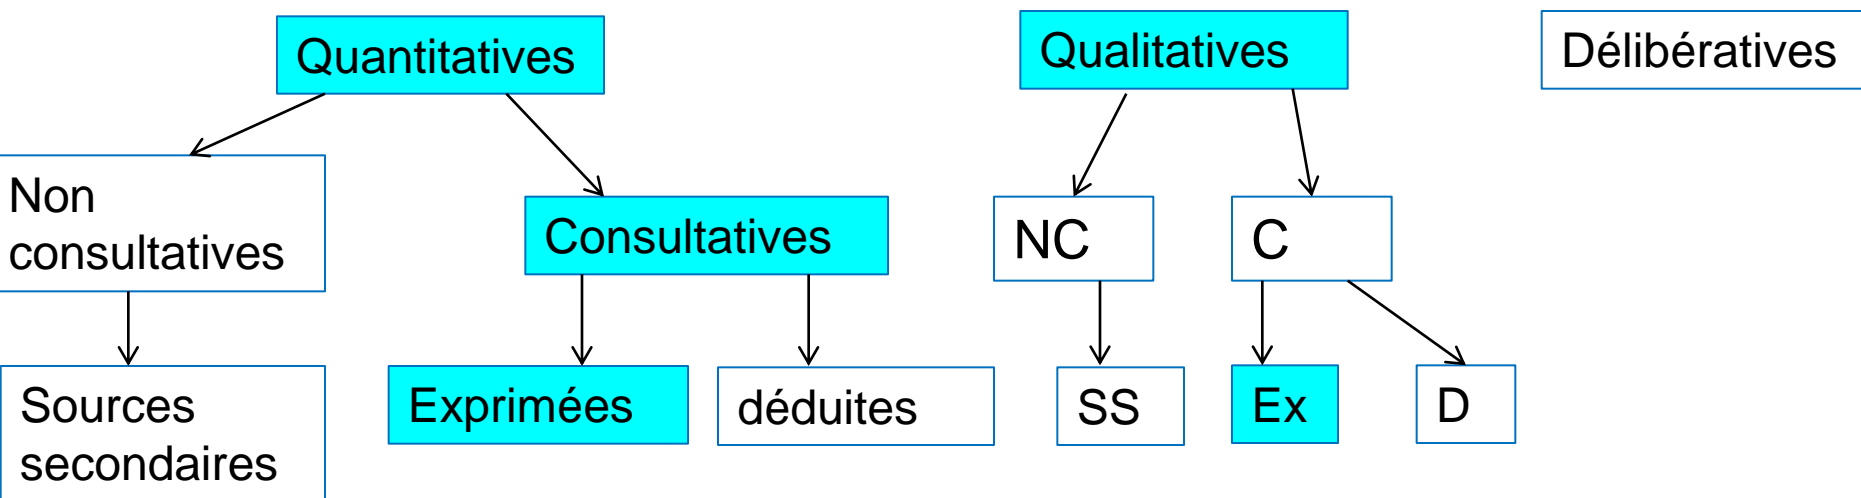 Quantitatives
Qualitatives
Délibératives
Non
consultatives
Consultatives
NC
C
Sources
secondaires
Exprimées
déduites
SS
Ex
D